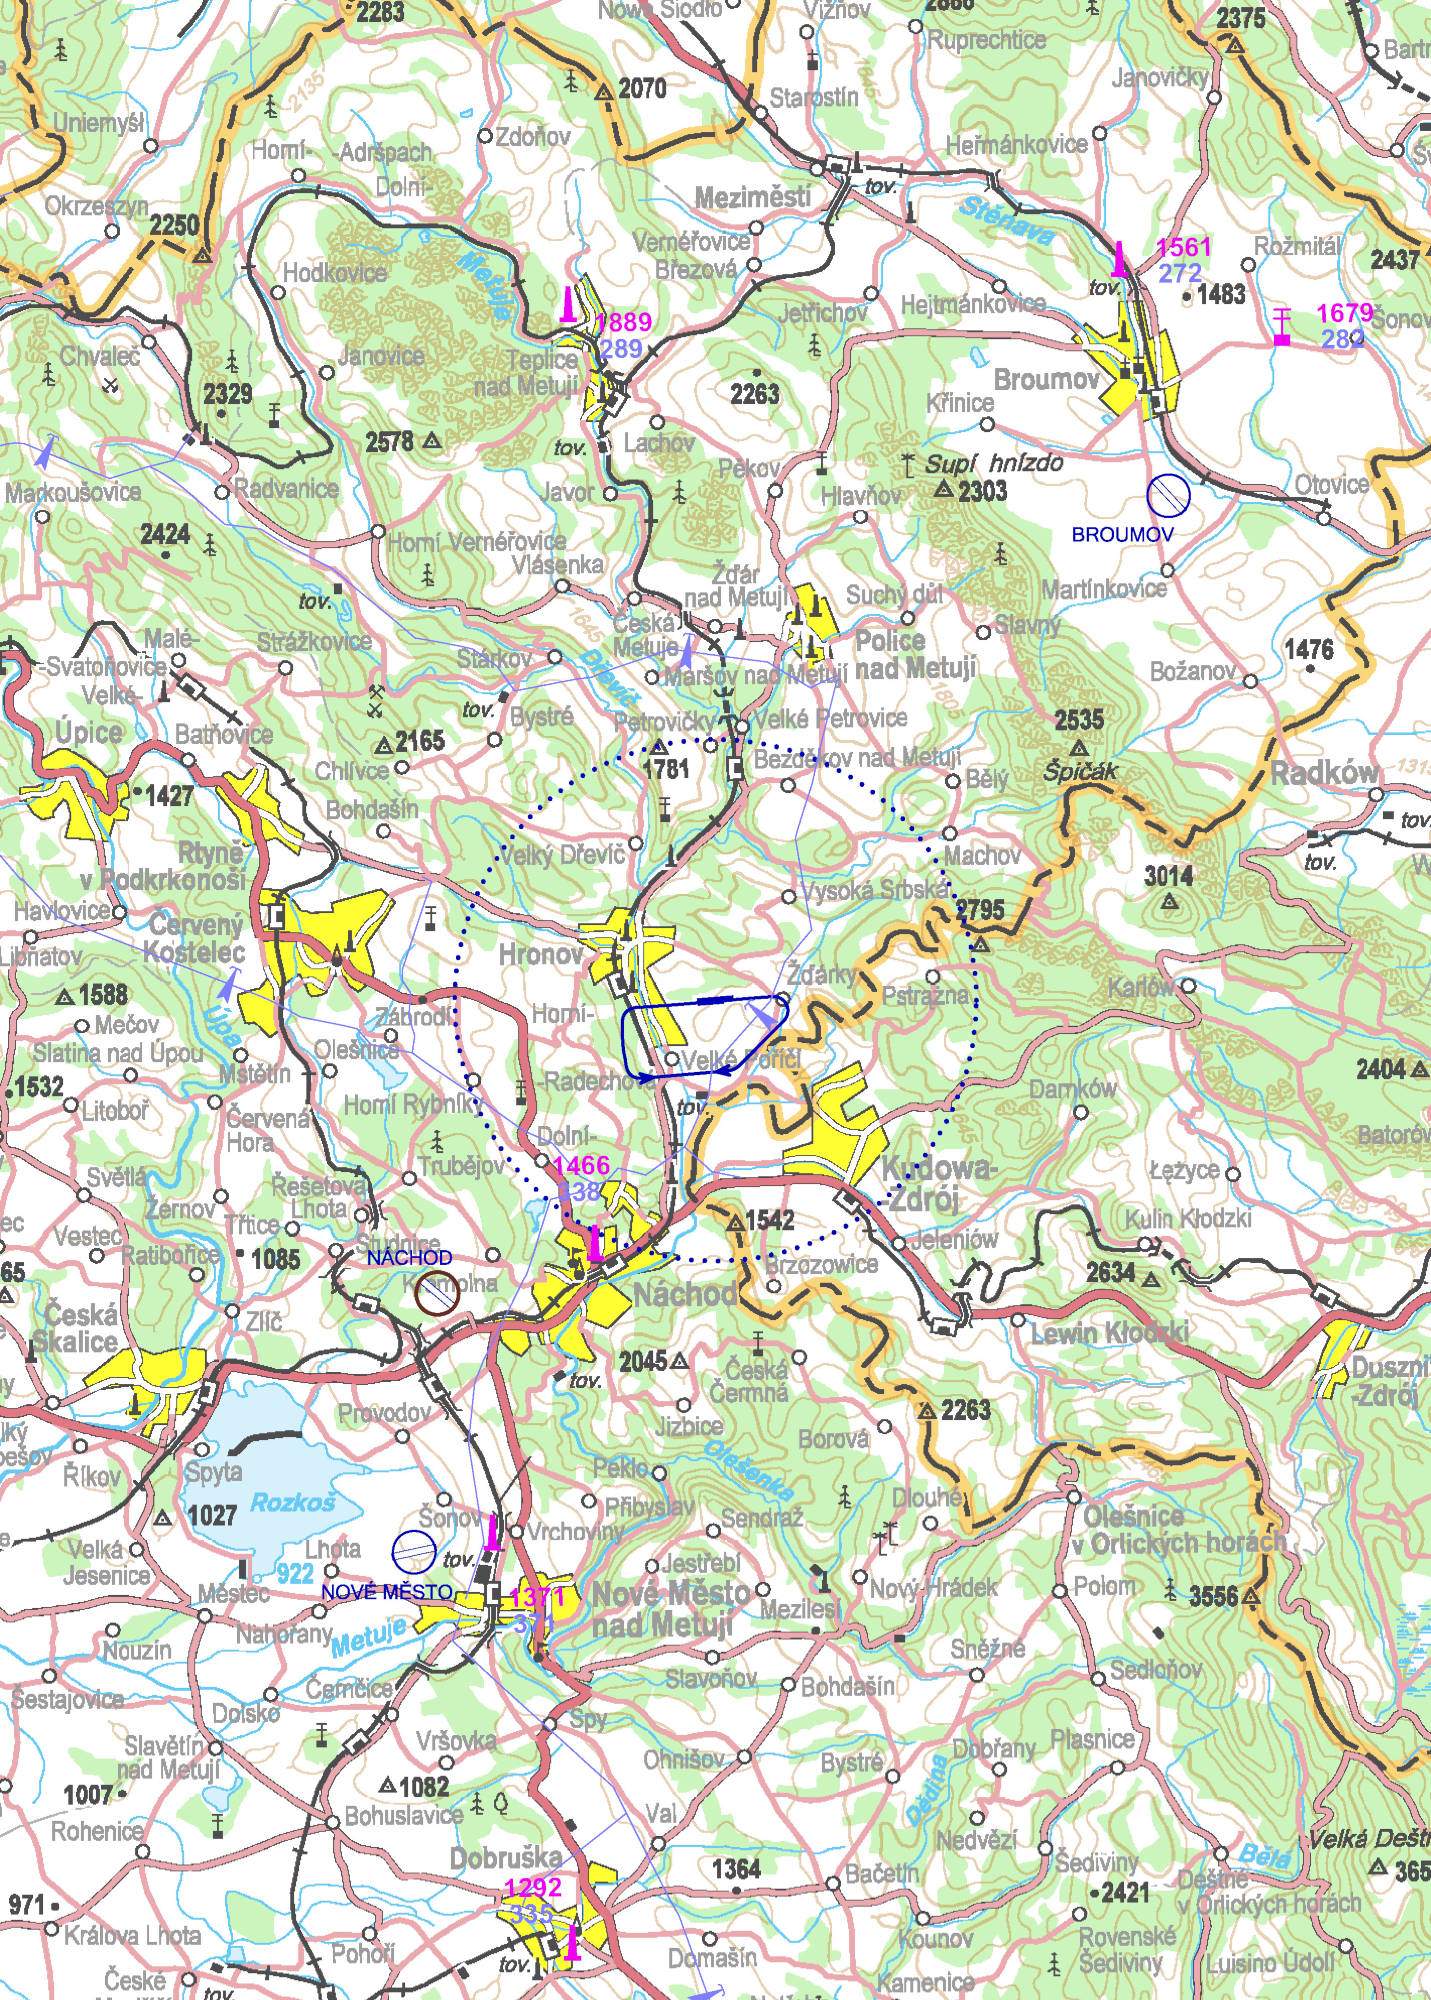 2283
Nowe Siodło
Vižňov
2375
Ruprechtice
Janovičky
2070
Starostín
2135
1645
Uniemyśl
Zdoňov
Horní-
-Adršpach
Dolní-
Heřmánkovice
tov.
Meziměstí
Okrzeszyn
2250
Metuje
Stěnava
Vernéřovice
Březová
1561
272
Rožmitál
2437
Hodkovice
tov.
1483
Jetřichov
Hejtmánkovice
1889
289
1679
282
Chvaleč
Janovice
Teplice
nad Metují
2263
Broumov
2329
Křinice
2578
Lachov
tov.
Pěkov
Supí hnízdo
2303
Markoušovice
Radvanice
Javor
Hlavňov
Otovice
BROUMOV
2424
Horní Vernéřovice
Vlásenka
Žďár
nad Metují
Suchý důl
Martínkovice
tov.
1645
Česká
Metuje
Slavný
Malé-
-Svatoňovice
Velké-
Strážkovice
Stárkov
Dřevíč
Maršov nad Metují
Police
nad Metují
1805
1476
Božanov
tov.
Bystré
Petrovičky
Velké Petrovice
2535
Špičák
Úpice
Batňovice
2165
Chlívce
1781
Bezděkov nad Metují
Bělý
Radków
1427
Bohdašín
tov.
tov.
Rtyně
v Podkrkonoší
Velký Dřevíč
Machov
3014
Havlovice
Vysoká Srbská
2795
Červený
Kostelec
Hronov
Libňatov
Žďárky
Pstrążna
Karłów
1588
Mečov
Úpa
Zábrodí
Horní-
Slatina nad Úpou
Mstětín
Olešnice
Velké Poříčí
1532
Litoboř
-Radechová
2404
Červená
Hora
Horní Rybníky
tov.
Darnków
Dolní-
Světlá
Trubějov
1466
338
Kudowa-
-Zdrój
Łężyce
Řešetova
Lhota
Žernov
Třtice
Vestec
Ratibořice
1085
Studnice
1542
Kulin Kłodzki
NÁCHOD
Jeleniów
Brzozowice
2634
Česká
Skalice
Zlíč
Náchod
Lewin Kłodzki
2045
Česká
Čermná
tov.
Provodov
Jizbice
2263
Borová
Říkov
Spyta
Olešenka
Peklo
Rozkoš
1027
Přibyslav
Dlouhé
Olešnice
v Orlických horách
Šonov
Vrchoviny
Sendraž
Velká
Jesenice
Lhota
922
tov.
Jestřebí
Městec
NOVÉ MĚSTO
1371
371
Nové Město
nad Metují
Nový Hrádek
Polom
3556
Mezilesí
Nahořany
Metuje
Nouzín
Sněžné
Slavoňov
Sedloňov
Šestajovice
Černčice
Bohdašín
Dolsko
Spy
Slavětín
nad Metují
Vršovka
Ohnišov
Bystré
Dobřany
Plasnice
1007
1082
Dědina
Rohenice
Bohuslavice
Val
Nedvězí
Velká Deštná
Dobruška
1364
Bačetín
Šediviny
Bělá
1292
335
2421
Deštné
v Orlických horách
971
Králova Lhota
Pohoří
Domašín
Kounov
Rovenské
Šediviny
Luisino Údolí
České
tov.
tov.
Kamenice